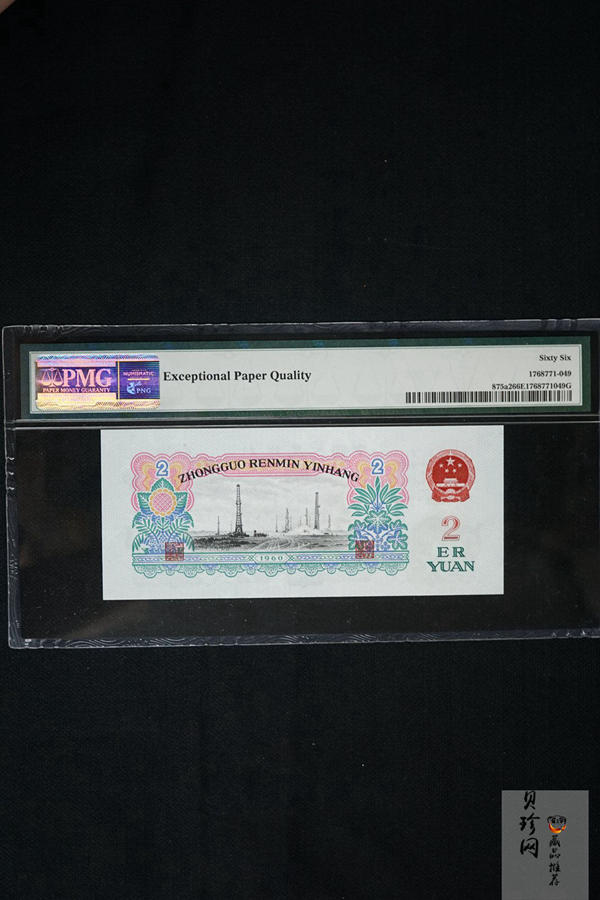 PMG
PAPER MONEY GUARANTY
NUMISMATIC
PNG
Exceptional Paper Quality
Sixty Six
1768771-049
875a266E1768771049G
2
ZHONGGUO RENMIN YINHANG
2
1960
2
ER
YUAN
贝珍网
藏品推荐